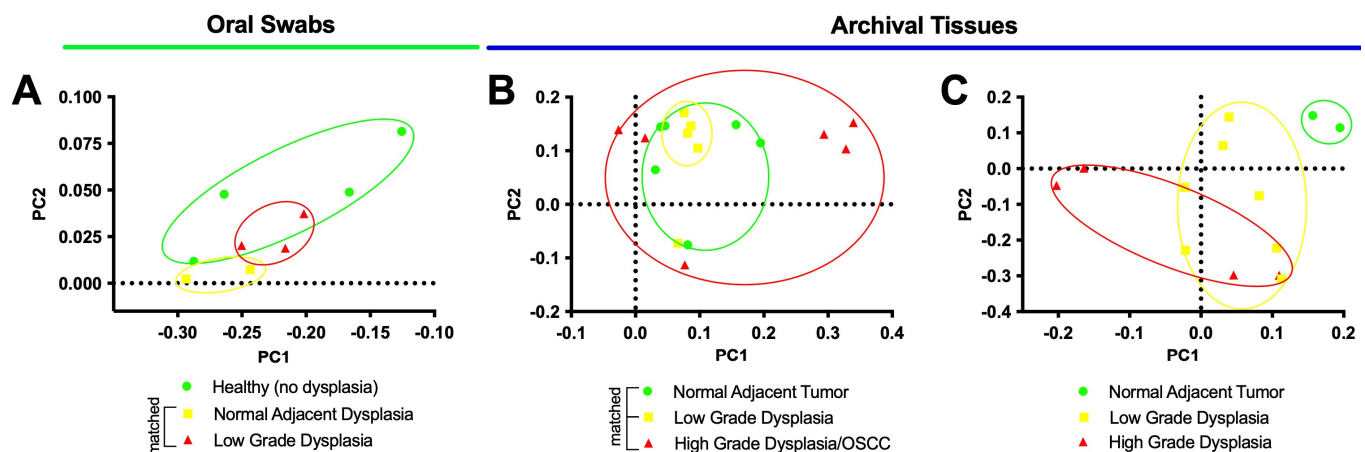 Oral Swabs
Archival Tissues
A
0.100
0.075
0.050
0.025
0.000
PC2
-0.30
-0.25
-0.20
-0.15
-0.10
PC1
Healthy (no dysplasia)
matched
Normal Adjacent Dysplasia
Low Grade Dysplasia
B
0.2
0.1
0.0
-0.1
-0.2
PC2
-0.1
0.0
0.1
0.2
0.3
0.4
PC1
matched
Normal Adjacent Tumor
Low Grade Dysplasia
High Grade Dysplasia/OSCC
C
0.2
0.1
0.0
-0.1
-0.2
-0.3
-0.4
PC2
-0.2
-0.1
0.0
0.1
0.2
PC1
Normal Adjacent Tumor
Low Grade Dysplasia
High Grade Dysplasia